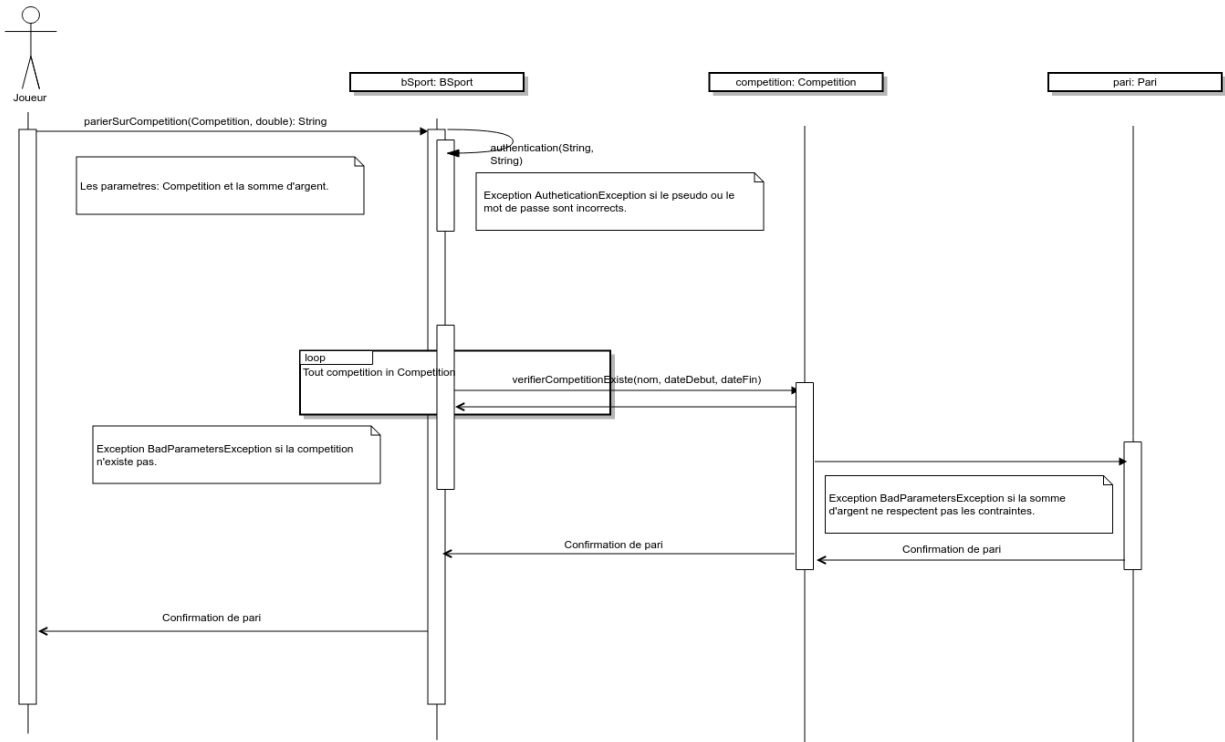 Joueur
bSport: BSport
competition: Competition
pari: Pari
parierSurCompetition(Competition, double): String
authentication(String,
String)
Les parametres: Competition et la somme d'argent.
Exception AutheticationException si le pseudo ou le
mot de passe sont incorrects.
loop
Tout competition in Competition
verifierCompetitionExiste(nom, dateDebut, dateFin)
Exception BadParametersException si la competition
n'existe pas.
Exception BadParametersException si la somme
d'argent ne respectent pas les contraintes.
Confirmation de pari
Confirmation de pari
Confirmation de pari